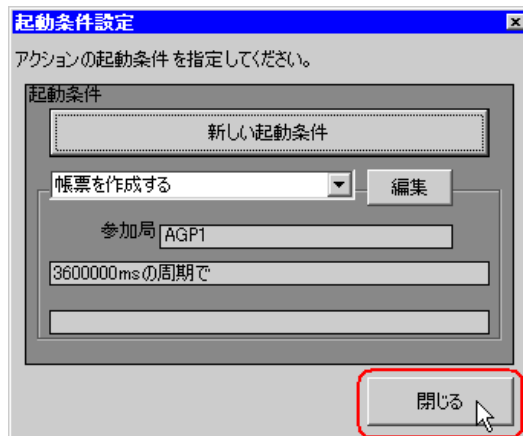 起動条件設定
アクションの起動条件 を指定してください。
起動条件
新しい起動条件
帳票を作成する
編集
参加局 AGP1
3600000msの周期で
閉じる